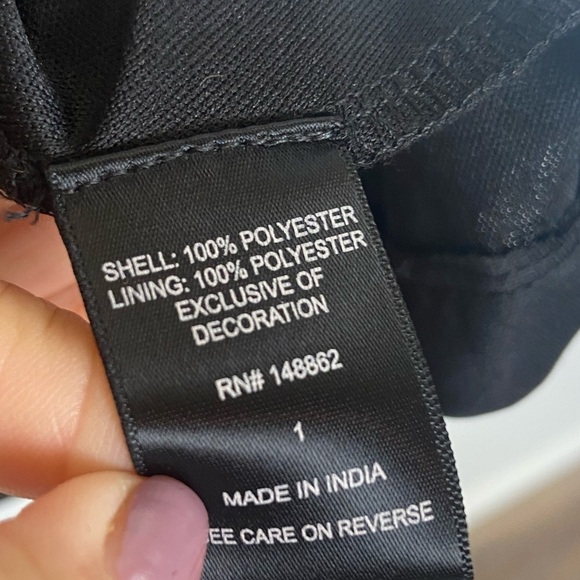 SHELL: 100% POLYESTER
LINING: 100% POLYESTER
EXCLUSIVE OF
DECORATION
RN# 148862
1
MADE IN INDIA
CARE ON REVERSE